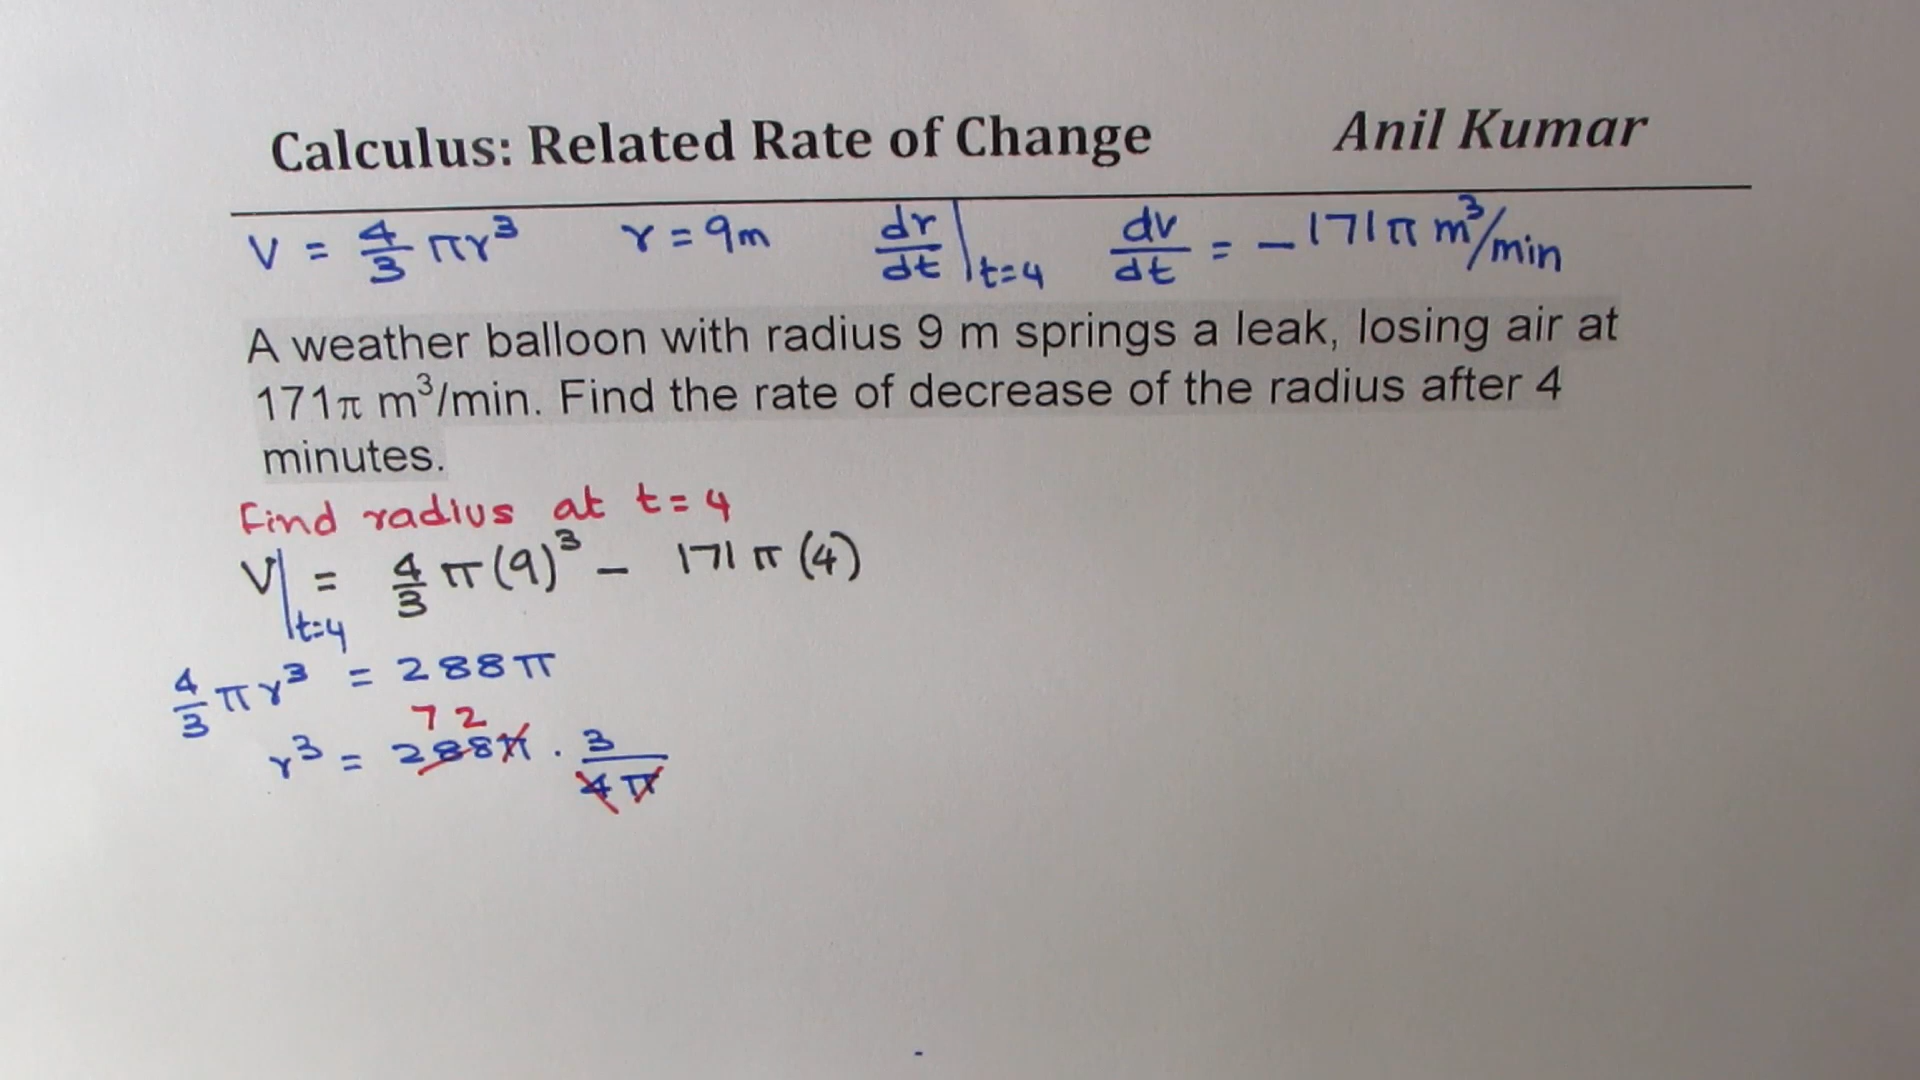 Calculus: Related Rate of Change Anil Kumar
V = 4/3 πr³ r = 9m dr/dt |t=4 dv/dt = -171π m³/min
A weather balloon with radius 9 m springs a leak, losing air at
171π m³/min. Find the rate of decrease of the radius after 4
minutes.
Find radius at t=4
V|t=4 = 4/3 π(9)³ - 171π(4)
4/3 πr³ = 288π
72
r³ = 288π · 3/4π